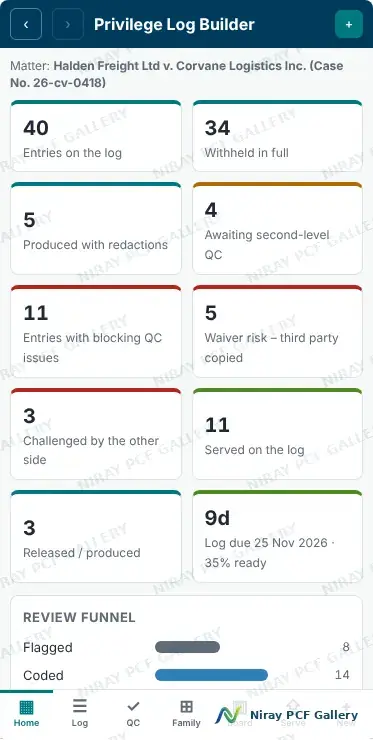 Privilege Log Builder
+
Matter: Halden Freight Ltd v. Corvane Logistics Inc. (Case
No. 26-cv-0418)
40
Entries on the log
34
Withheld in full
5
Produced with redactions
4
Awaiting second-level
QC
11
Entries with blocking QC
issues
5
Waiver risk – third party
copied
3
Challenged by the other
side
11
Served on the log
3
Released / produced
9d
Log due 25 Nov 2026 ·
35% ready
REVIEW FUNNEL
Flagged 8
Coded 14
Home
Log
QC
Family
Niray PCF Gallery
NIRAY PCF GALLERY